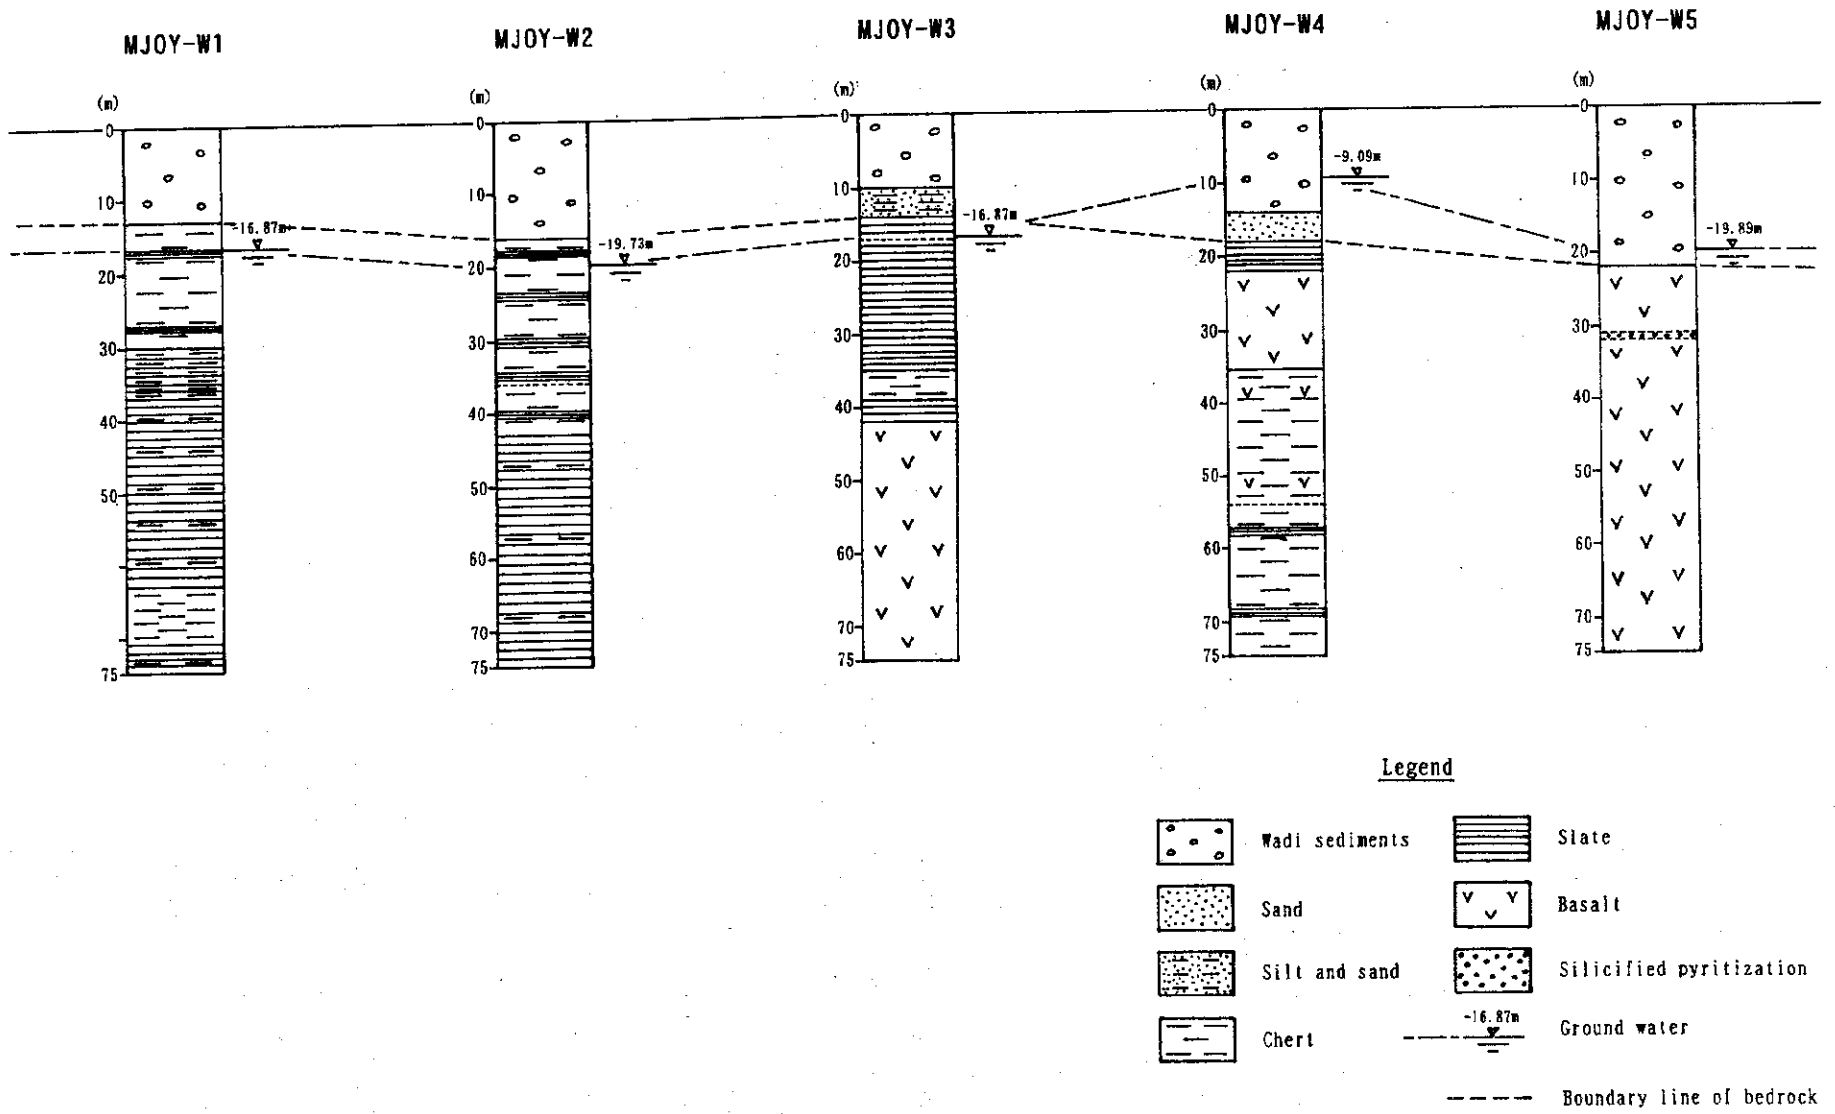 MJOY-W1 MJOY-W2 MJOY-W3 MJOY-W4 MJOY-W5
(m) (m) (m) (m) (m)
0 0 0 0 0
-9.09m
10 10 10 10 10
-16.87m -19.73m -16.87m -19.89m
20 20 20 20 20
30 30 30 30 30
40 40 40 40 40
50 50 50 50 50
60 60 60 60
70 70 70 70
75 75 75 75 75
Legend
Wadi sediments Slate
Sand Basalt
Silt and sand Silicified pyritization
-16.87m
Chert Ground water
Boundary line of bedrock